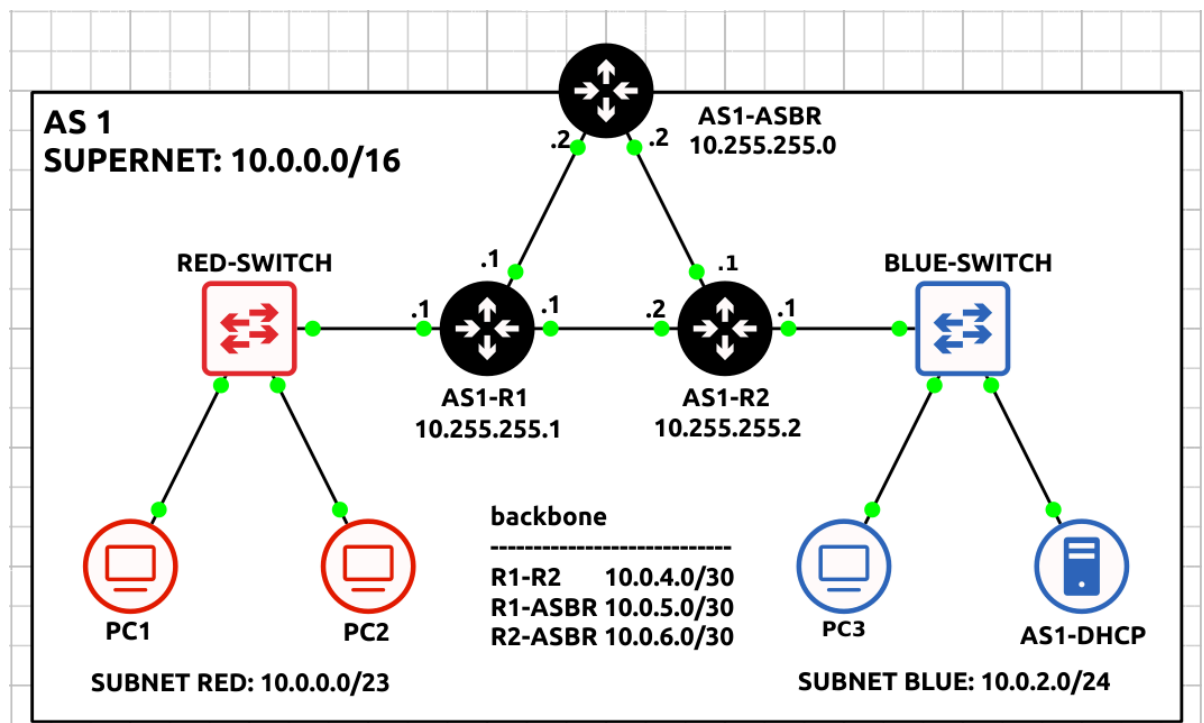 AS 1
SUPERNET: 10.0.0.0/16
AS1-ASBR
10.255.255.0
.2
.2
RED-SWITCH
.1
.1
BLUE-SWITCH
.1
.1
.2
.1
AS1-R1
10.255.255.1
AS1-R2
10.255.255.2
backbone
----------------------------
R1-R2 10.0.4.0/30
R1-ASBR 10.0.5.0/30
R2-ASBR 10.0.6.0/30
PC1
PC2
PC3
AS1-DHCP
SUBNET RED: 10.0.0.0/23
SUBNET BLUE: 10.0.2.0/24